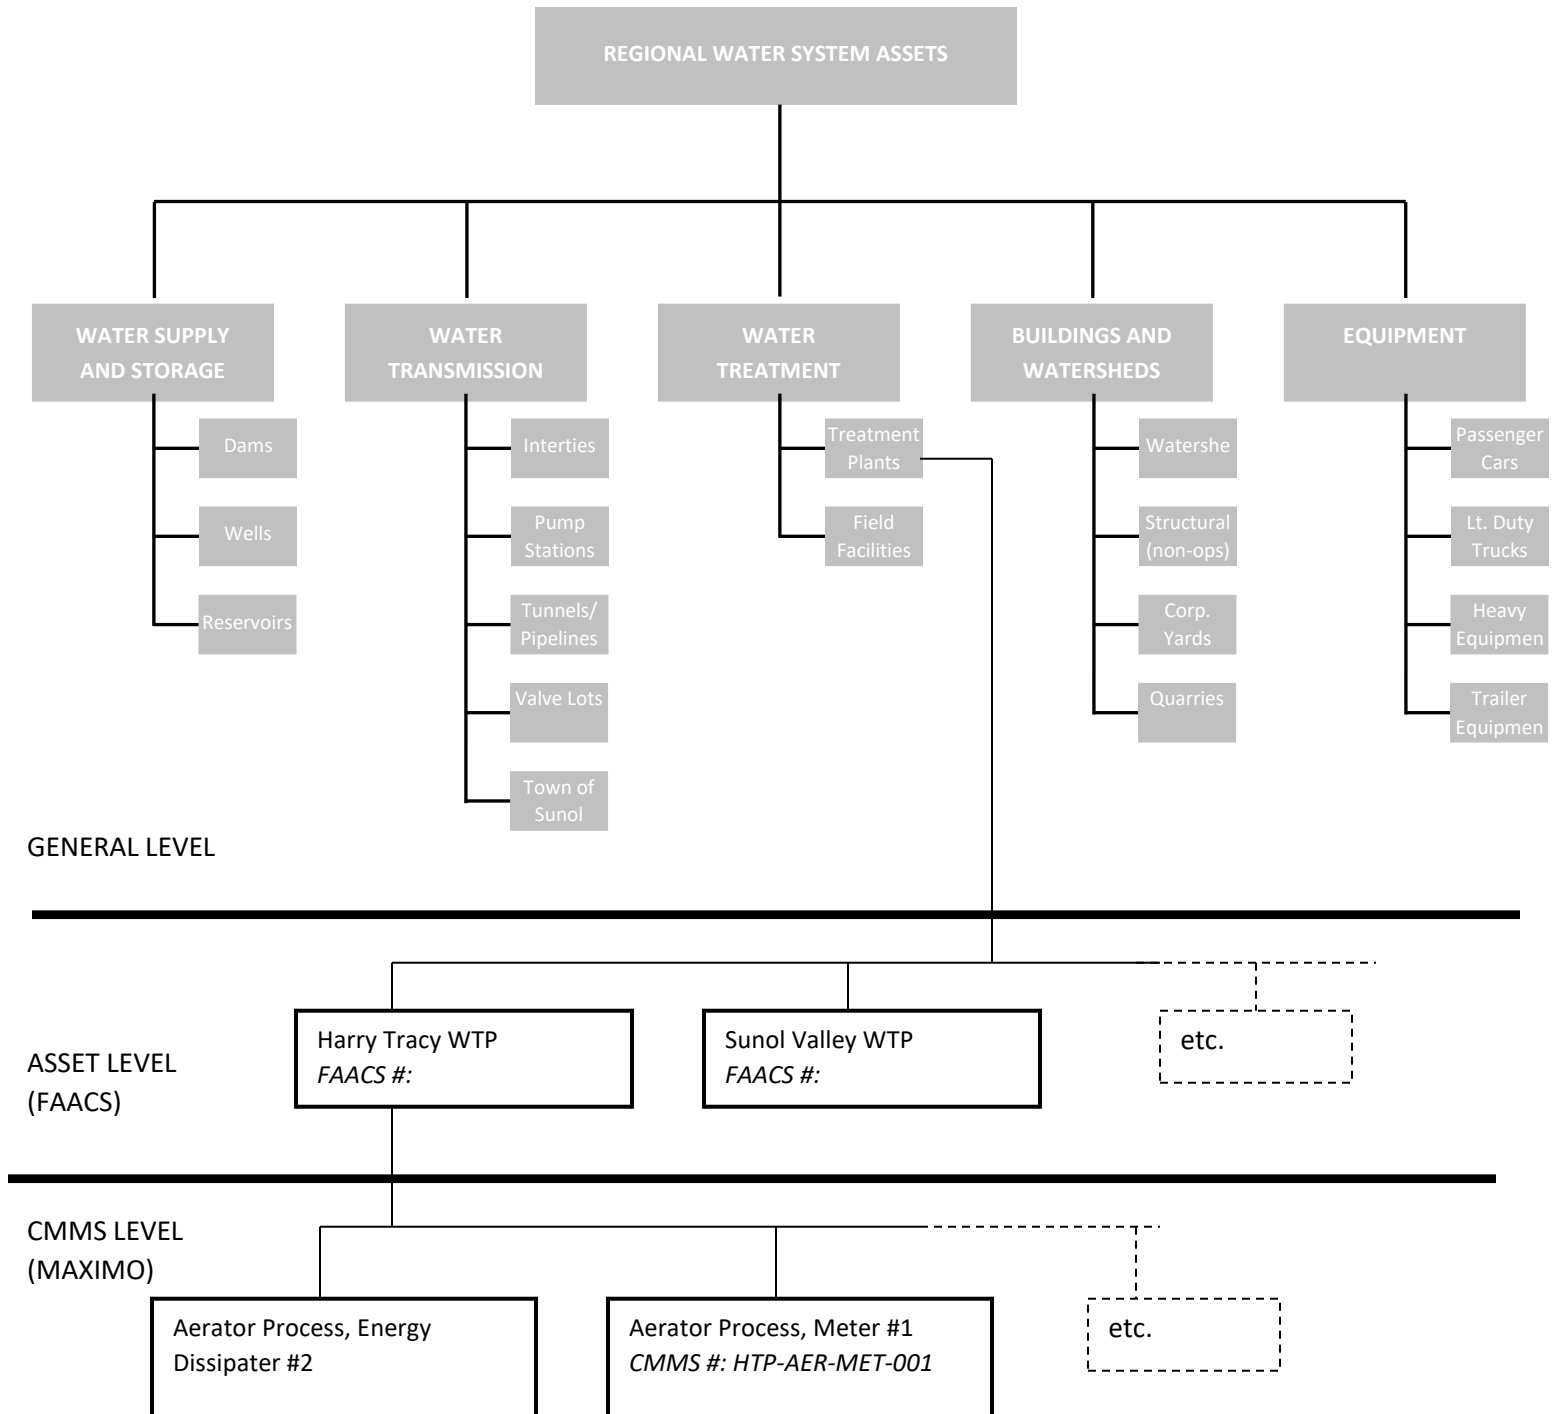 REGIONAL WATER SYSTEM ASSETS
WATER SUPPLY
AND STORAGE
Dams
Wells
Reservoirs
WATER
TRANSMISSION
Interties
Pump
Stations
Tunnels/
Pipelines
Valve Lots
Town of
Sunol
WATER
TREATMENT
Treatment
Plants
Field
Facilities
BUILDINGS AND
WATERSHEDS
Watershe
Structural
(non-ops)
Corp.
Yards
Quarries
EQUIPMENT
Passenger
Cars
Lt. Duty
Trucks
Heavy
Equipmen
Trailer
Equipmen
GENERAL LEVEL
ASSET LEVEL
(FAACS)
Harry Tracy WTP
FAACS #:
Sunol Valley WTP
FAACS #:
etc.
CMMS LEVEL
(MAXIMO)
Aerator Process, Energy
Dissipater #2
Aerator Process, Meter #1
CMMS #: HTP-AER-MET-001
etc.